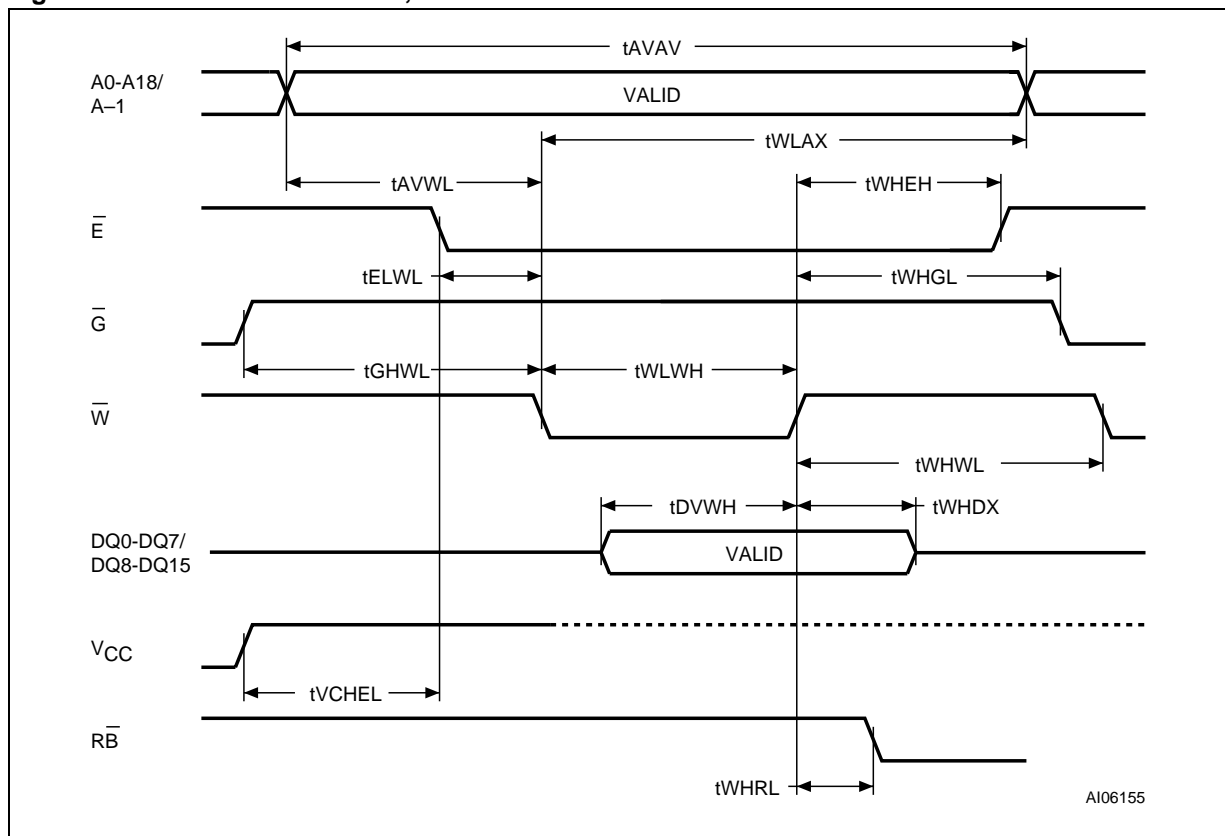 tAVAV
A0-A18/
A–1
VALID
tWLAX
tAVWL
tWHEH
E̅
tELWL
tWHGL
G̅
tGHWL
tWLWH
W̅
tWHWL
tDVWH
tWHDX
DQ0-DQ7/
DQ8-DQ15
VALID
VCC
tVCHEL
RB̅
tWHRL
AI06155